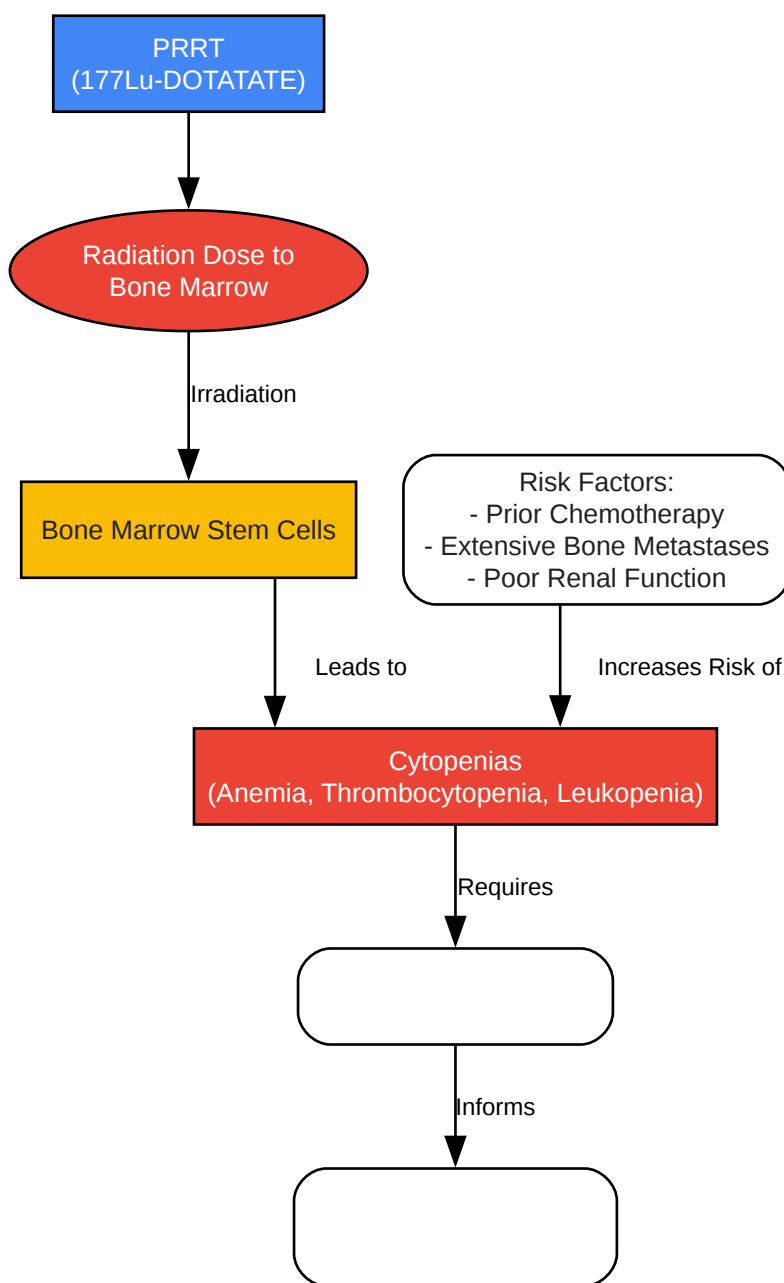 PRRT
(177Lu-DOTATATE)
Radiation Dose to
Bone Marrow
Irradiation
Bone Marrow Stem Cells
Risk Factors:
- Prior Chemotherapy
- Extensive Bone Metastases
- Poor Renal Function
Leads to
Increases Risk of
Cytopenias
(Anemia, Thrombocytopenia, Leukopenia)
Requires
Informs